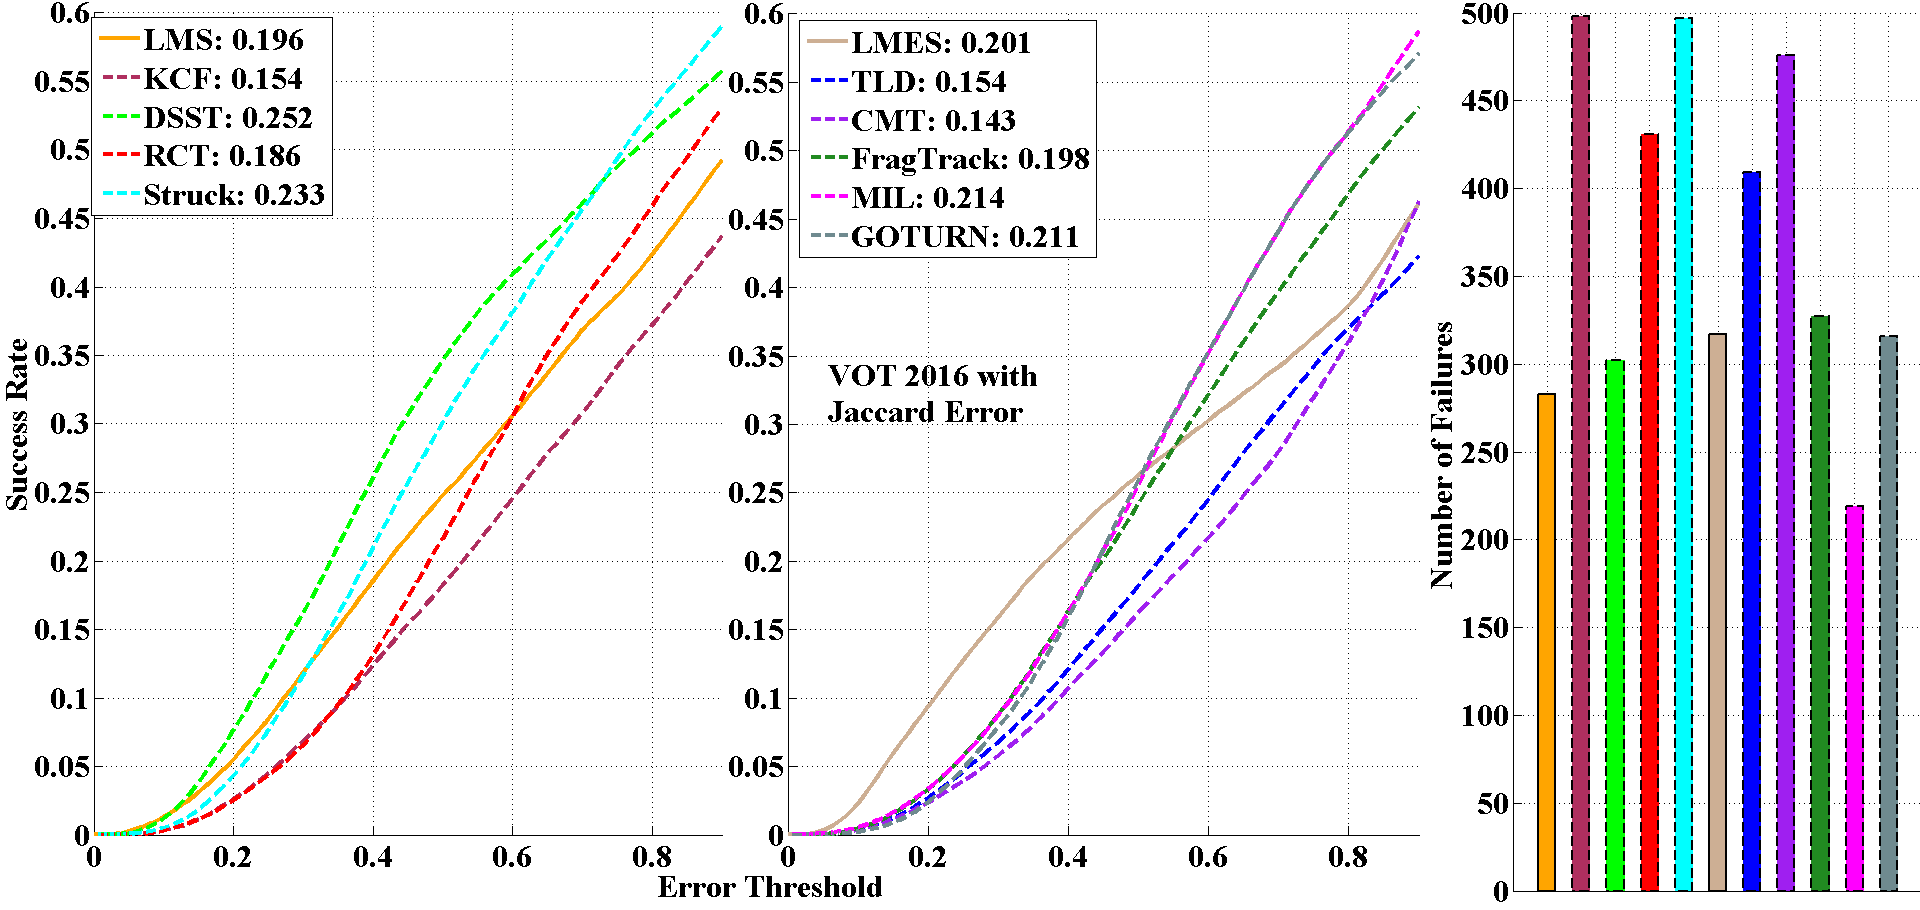 0.6
0.55
0.5
0.45
0.4
0.35
0.3
0.25
0.2
0.15
0.1
0.05
0
Success Rate
LMS: 0.196
KCF: 0.154
DSST: 0.252
RCT: 0.186
Struck: 0.233
0 0.2 0.4 0.6 0.8
0.6
0.55
0.5
0.45
0.4
0.35
0.3
0.25
0.2
0.15
0.1
0.05
0
LMES: 0.201
TLD: 0.154
CMT: 0.143
FragTrack: 0.198
MIL: 0.214
GOTURN: 0.211
VOT 2016 with
Jaccard Error
0 0.2 0.4 0.6 0.8
Error Threshold
500
450
400
350
300
250
200
150
100
50
0
Number of Failures